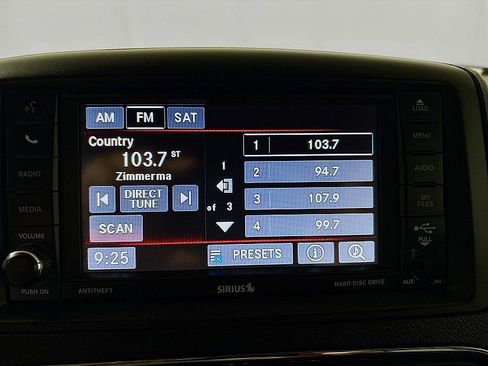 AM FM SAT
Country
103.7 ST
Zimmerma
DIRECT
TUNE
SCAN
9:25
1
of 3
1 103.7
2 94.7
3 107.9
4 99.7
PRESETS
RADIO
MEDIA
VOLUME
PUSH ON
ANTITHEFT
SIRIUS
HARD DISC DRIVE
LOAD
MENU
AUDIO
MY
FILES
PULL
AUX